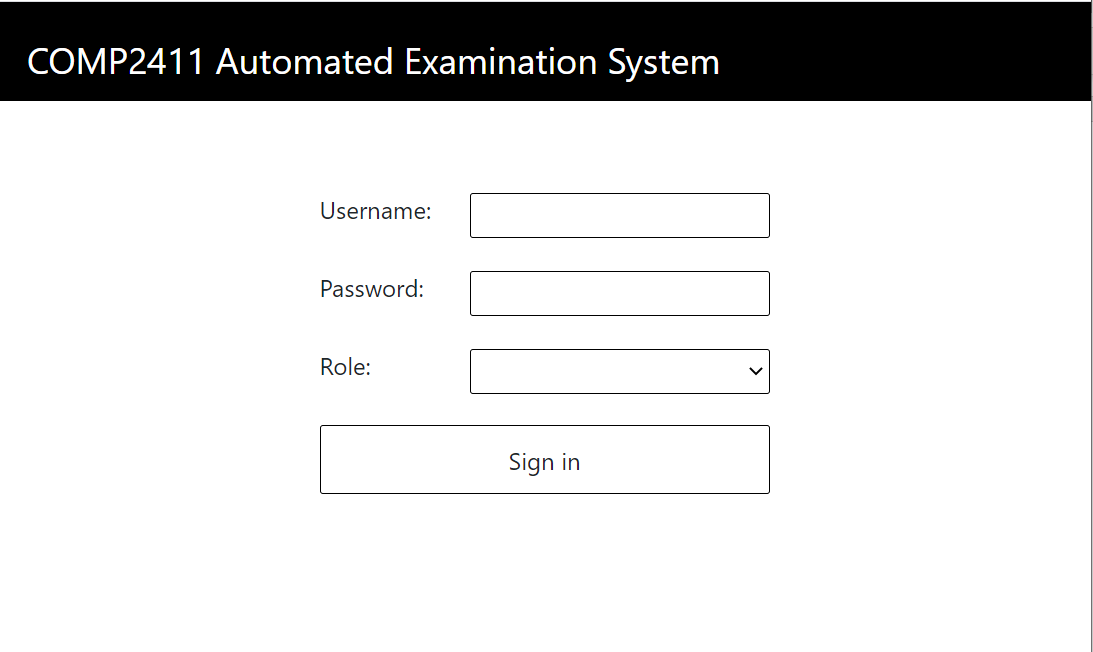 COMP2411 Automated Examination System
Username:
Password:
Role:
Sign in